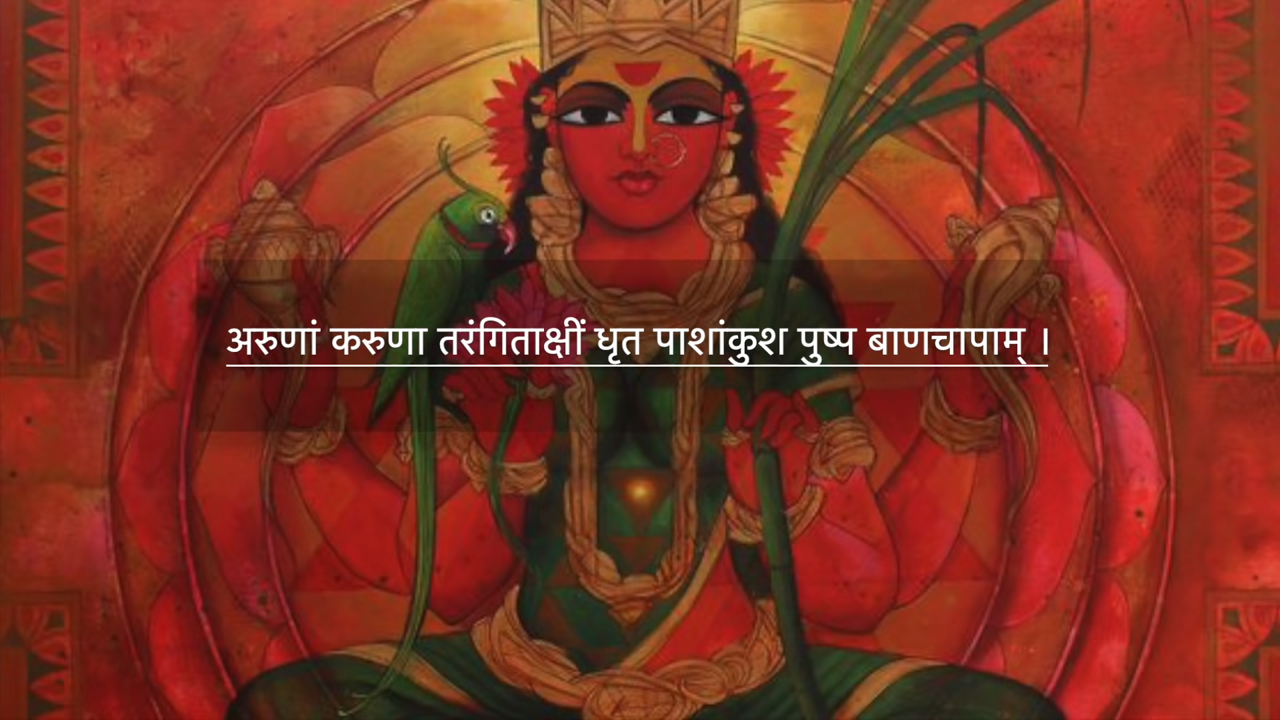 अरुणां करुणा तरंगिताक्षीं धृत पाशांकुश पुष्प बाणचापाम् ।